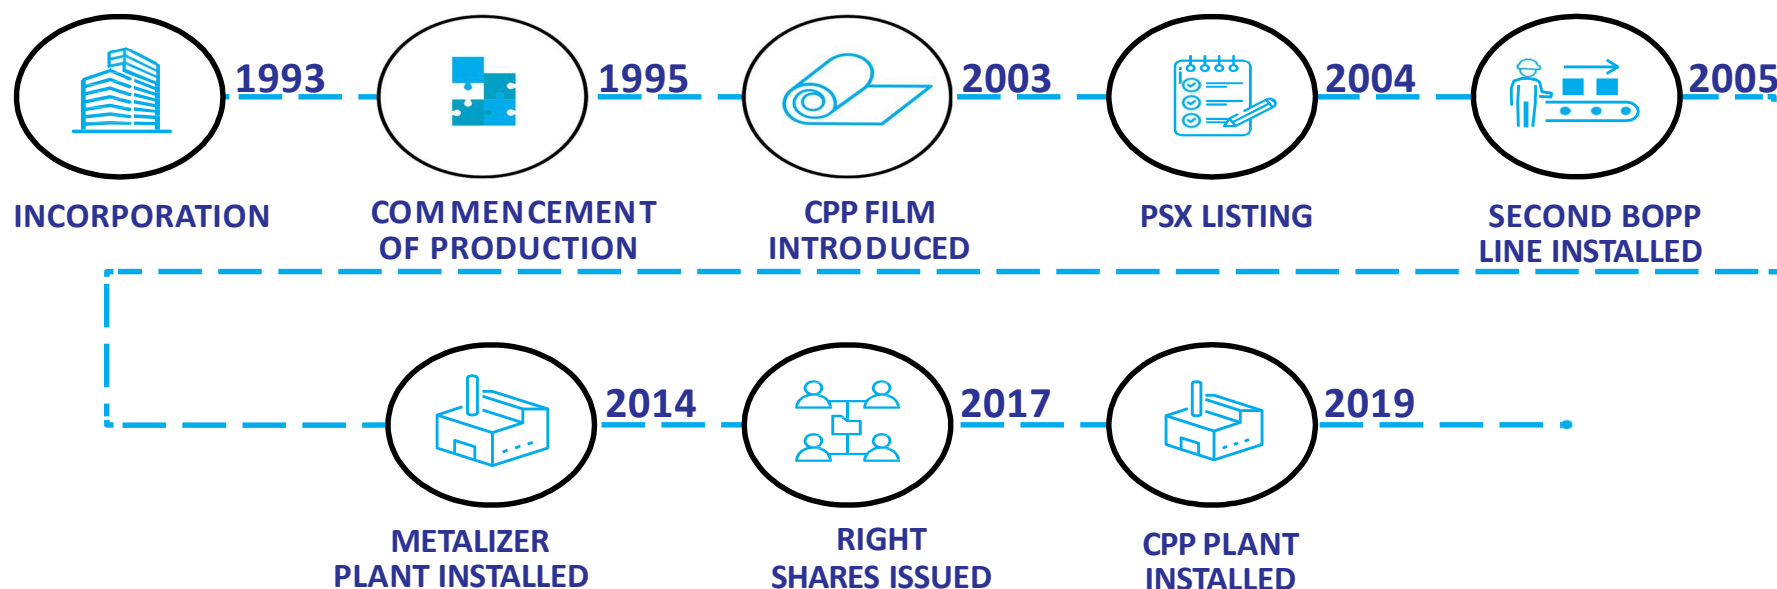 1993
1995
2003
2004
2005
INCORPORATION
COMMENCEMENT
OF PRODUCTION
CPP FILM
INTRODUCED
PSX LISTING
SECOND BOPP
LINE INSTALLED
2014
2017
2019
METALIZER
PLANT INSTALLED
RIGHT
SHARES ISSUED
CPP PLANT
INSTALLED